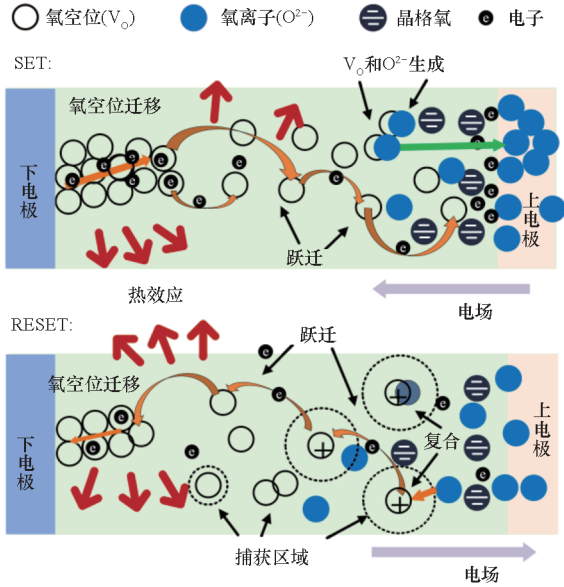 氧空位(V_O) 氧离子(O²⁻) 晶格氧 e 电子
SET:
V_O和O²⁻生成
氧空位迁移
下电极
上电极
跃迁
热效应
电场
RESET:
跃迁
氧空位迁移
下电极
上电极
复合
捕获区域
电场